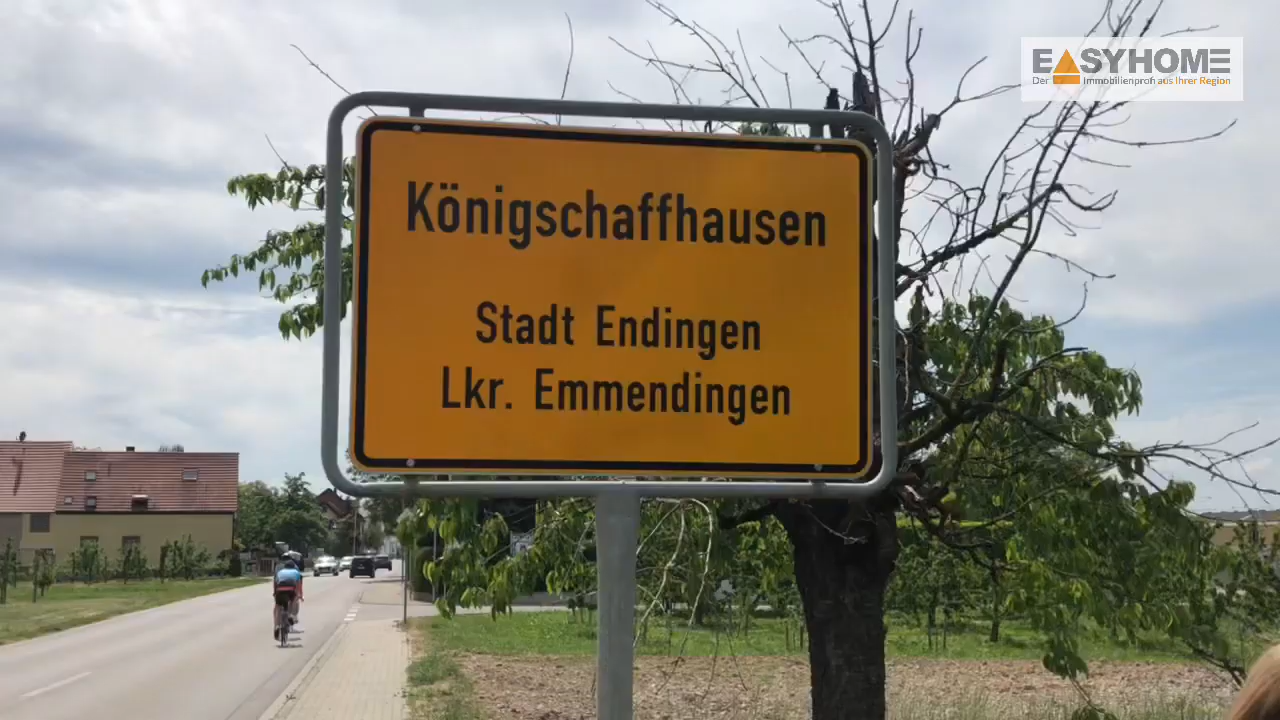 EASYHOME
Der Immobilienprofi aus Ihrer Region
Königschaffhausen
Stadt Endingen
Lkr. Emmendingen